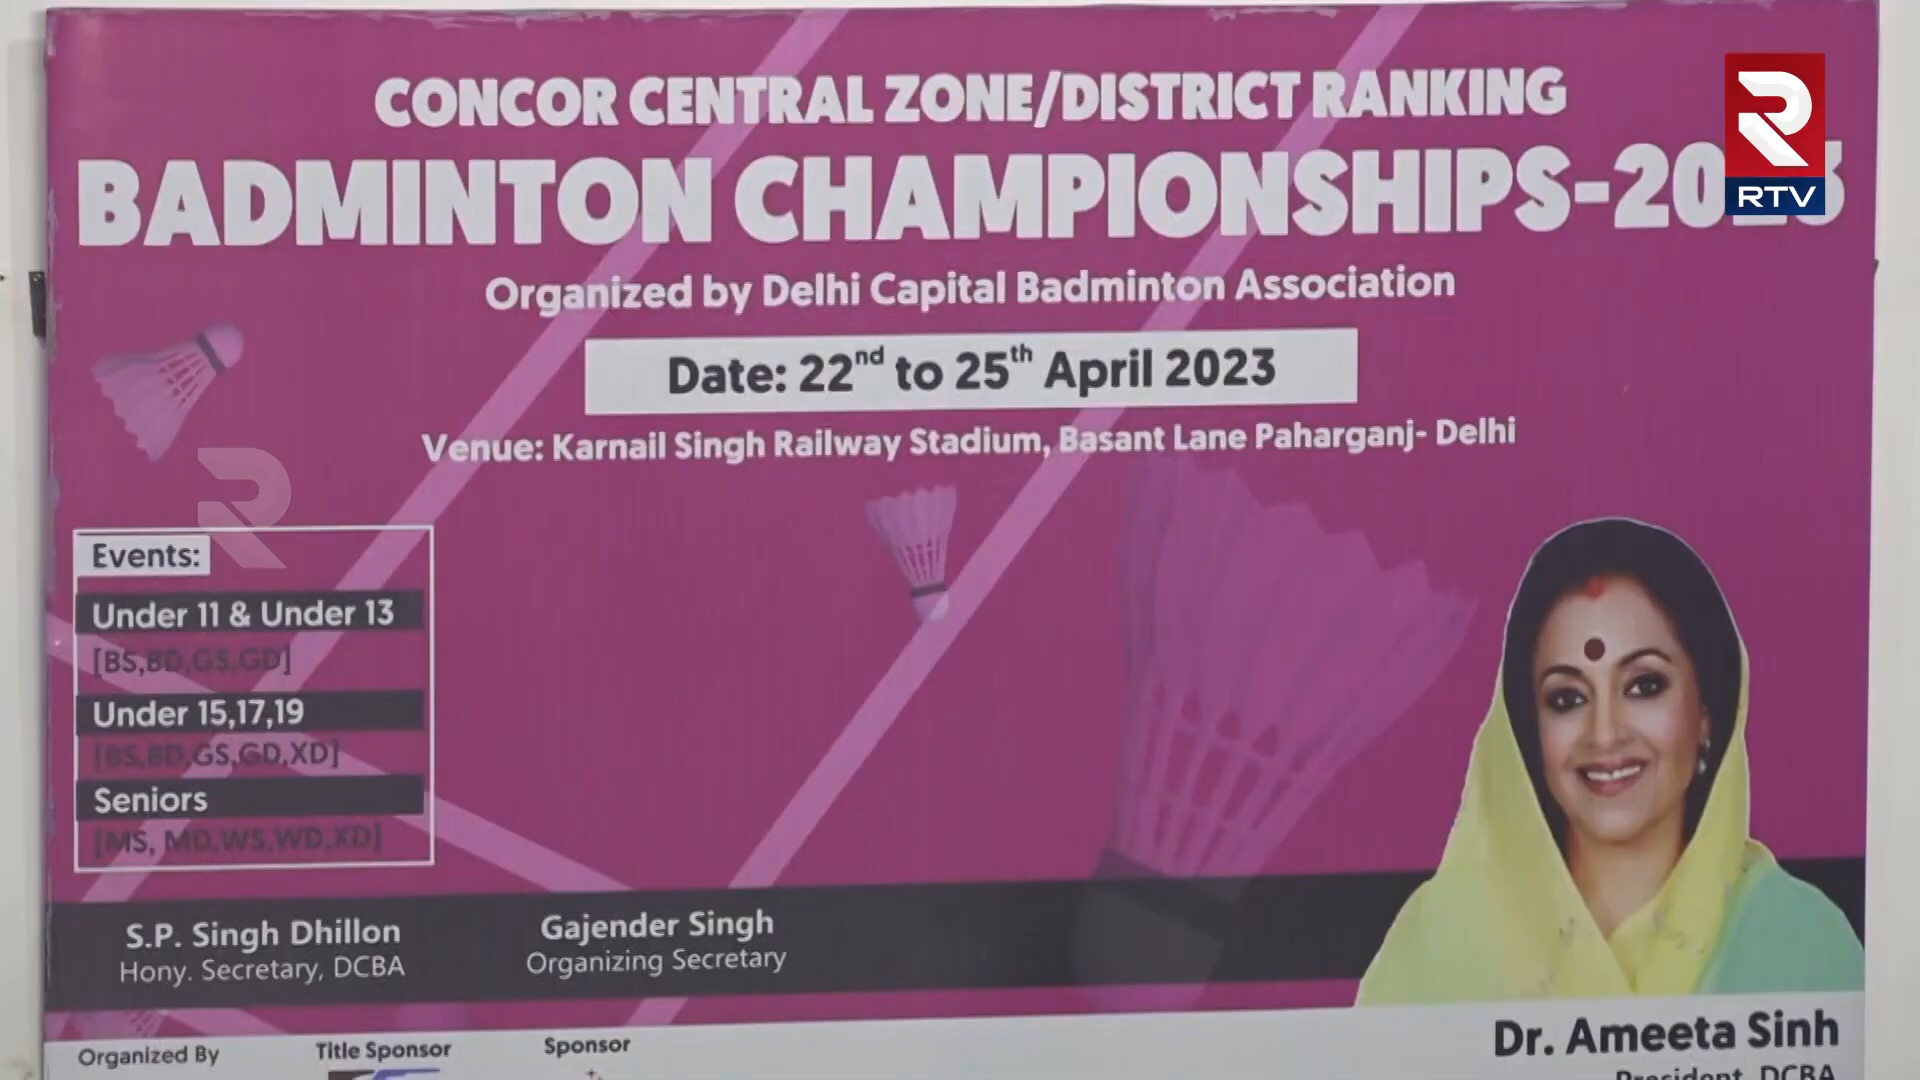 CONCOR CENTRAL ZONE/DISTRICT RANKING
BADMINTON CHAMPIONSHIPS-2023
RTV
Organized by Delhi Capital Badminton Association
Date: 22nd to 25th April 2023
Venue: Karnail Singh Railway Stadium, Basant Lane Paharganj- Delhi
Events:
Under 11 & Under 13
[BS,BD,GS,GD]
Under 15,17,19
[BS,BD,GS,GD,XD]
Seniors
[MS, MD,WS,WD,XD]
S.P. Singh Dhillon
Hony. Secretary, DCBA
Gajender Singh
Organizing Secretary
Organized By
Title Sponsor
Sponsor
Dr. Ameeta Sinh
President, DCBA